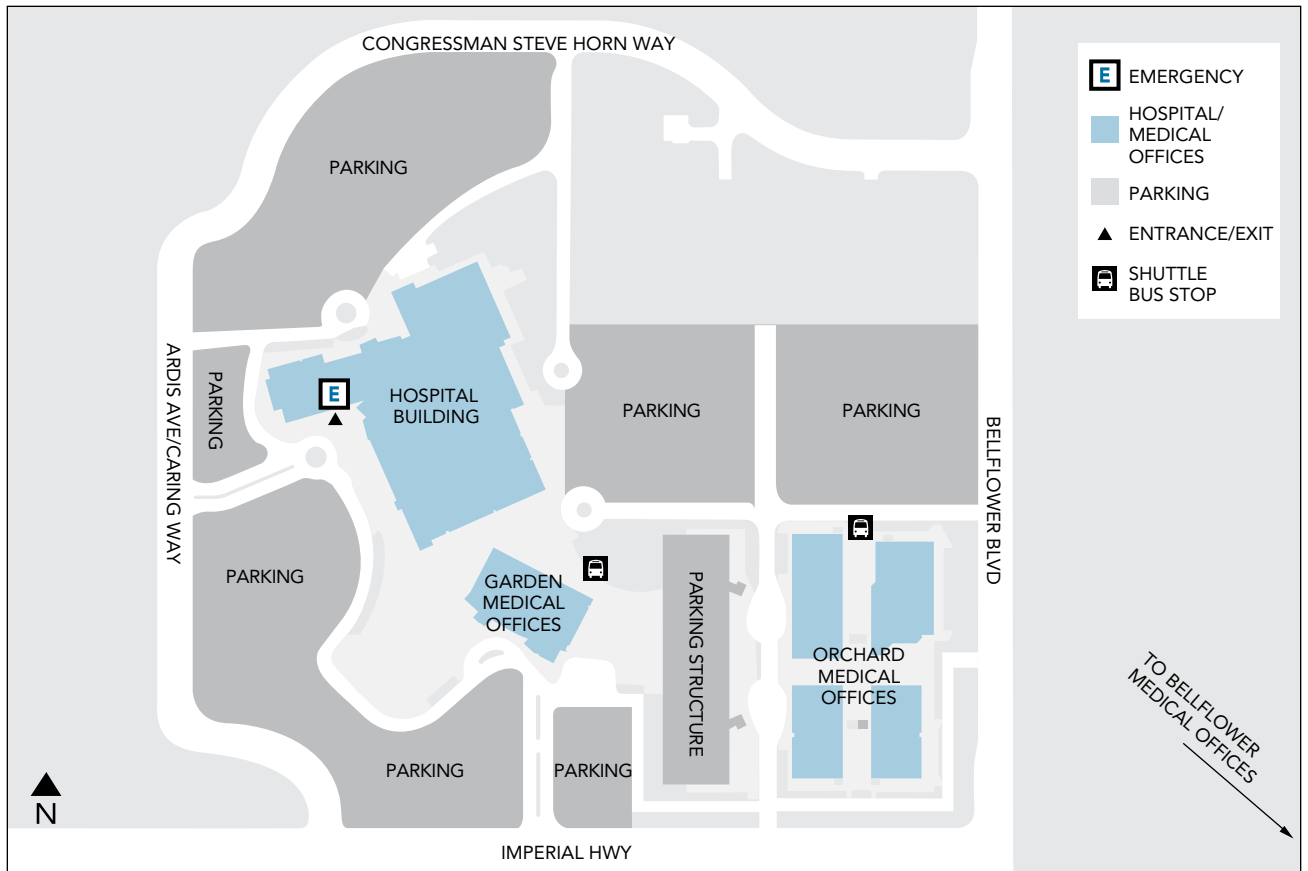 CONGRESSMAN STEVE HORN WAY
E EMERGENCY
HOSPITAL/
MEDICAL
OFFICES
PARKING
ENTRANCE/EXIT
SHUTTLE
BUS STOP
PARKING
ARDIS AVE/CARING WAY
PARKING
E
HOSPITAL
BUILDING
PARKING
PARKING
BELLFLOWER BLVD
PARKING
GARDEN
MEDICAL
OFFICES
PARKING STRUCTURE
ORCHARD
MEDICAL
OFFICES
TO BELLFLOWER
MEDICAL OFFICES
PARKING
PARKING
N
IMPERIAL HWY